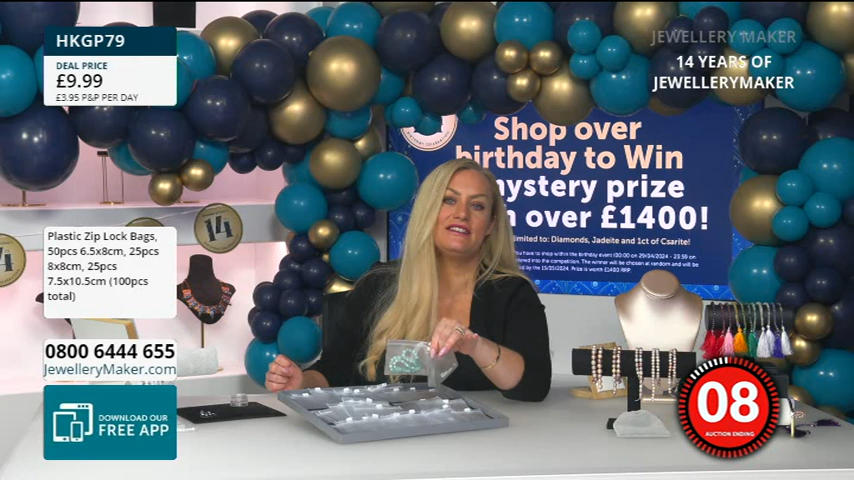 HKGP79
DEAL PRICE
£9.99
£3.95 P&P PER DAY
JEWELLERY MAKER
14 YEARS OF
JEWELLERYMAKER
Shop over
birthday to Win
mystery prize
over £1400!
limited to: Diamonds, Jadeite and 1ct of Csarite!
14
Plastic Zip Lock Bags,
50pcs 6.5x8cm, 25pcs
8x8cm, 25pcs
7.5x10.5cm (100pcs
total)
0800 6444 655
JewelleryMaker.com
DOWNLOAD OUR
FREE APP
08
AUCTION ENDING